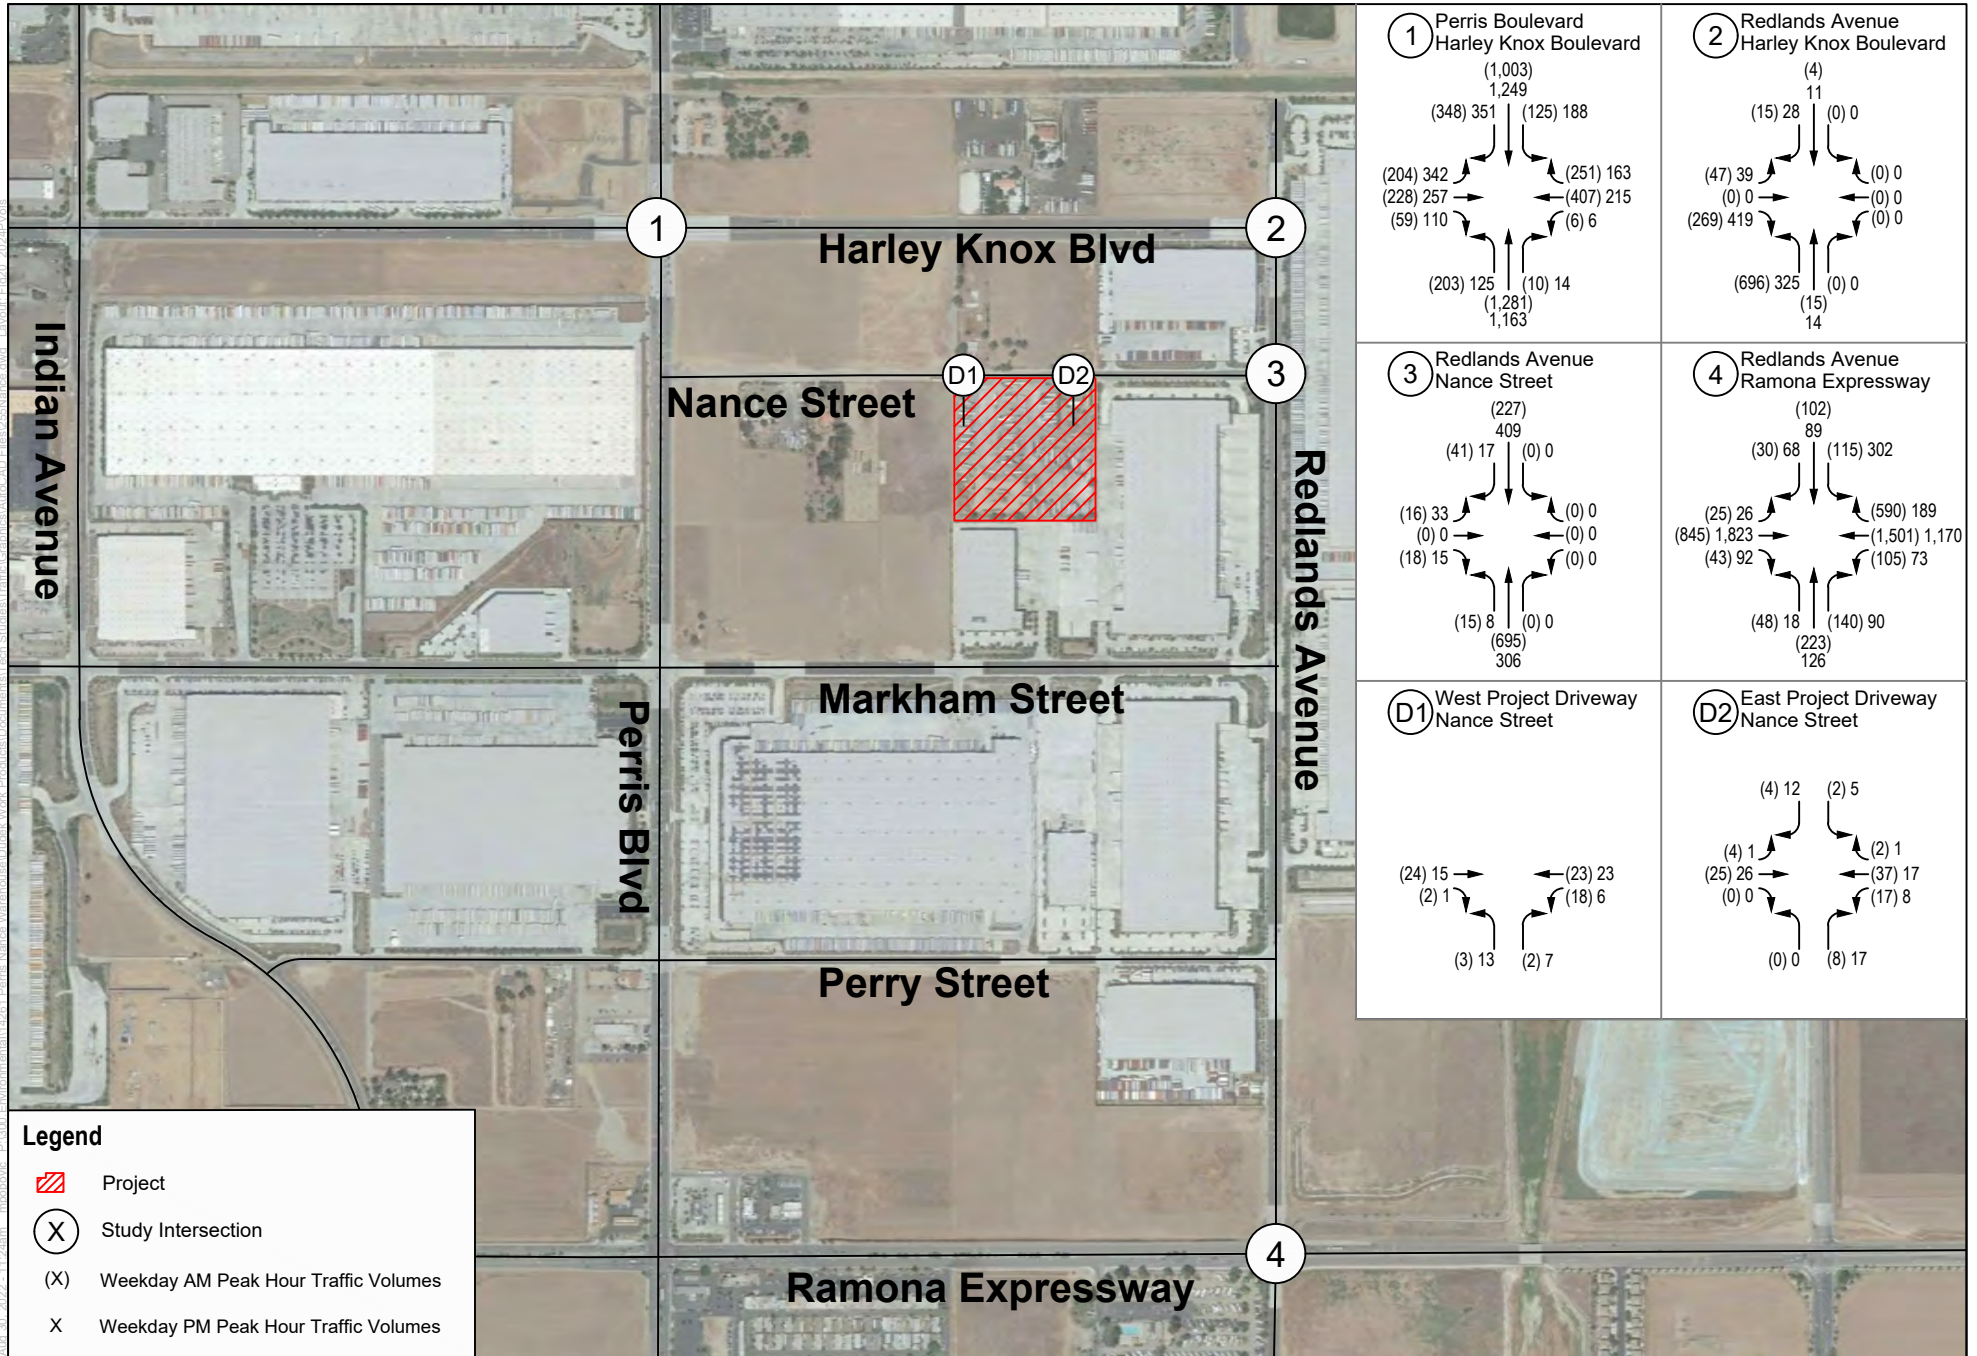 1
Perris Boulevard
Harley Knox Boulevard
(1,003)
1,249
(348) 351
(125) 188
(204) 342
(251) 163
(228) 257
(407) 215
(59) 110
(6) 6
(203) 125
(10) 14
(1,281)
1,163
2
Redlands Avenue
Harley Knox Boulevard
(4)
11
(15) 28
(0) 0
(47) 39
(0) 0
(0) 0
(0) 0
(269) 419
(0) 0
(696) 325
(0) 0
(15)
14
3
Redlands Avenue
Nance Street
(227)
409
(41) 17
(0) 0
(16) 33
(0) 0
(0) 0
(0) 0
(18) 15
(0) 0
(15) 8
(0) 0
(695)
306
4
Redlands Avenue
Ramona Expressway
(102)
89
(30) 68
(115) 302
(25) 26
(590) 189
(845) 1,823
(1,501) 1,170
(43) 92
(105) 73
(48) 18
(140) 90
(223)
126
D1
West Project Driveway
Nance Street
(24) 15
(23) 23
(2) 1
(18) 6
(3) 13
(2) 7
D2
East Project Driveway
Nance Street
(4) 12
(2) 5
(4) 1
(2) 1
(25) 26
(37) 17
(0) 0
(17) 8
(0) 0
(8) 17
1
2
Harley Knox Blvd
Indian Avenue
D1
D2
3
Nance Street
Redlands Avenue
Markham Street
Perris Blvd
Perry Street
4
Ramona Expressway
Legend
Project
X
Study Intersection
(X)
Weekday AM Peak Hour Traffic Volumes
X
Weekday PM Peak Hour Traffic Volumes